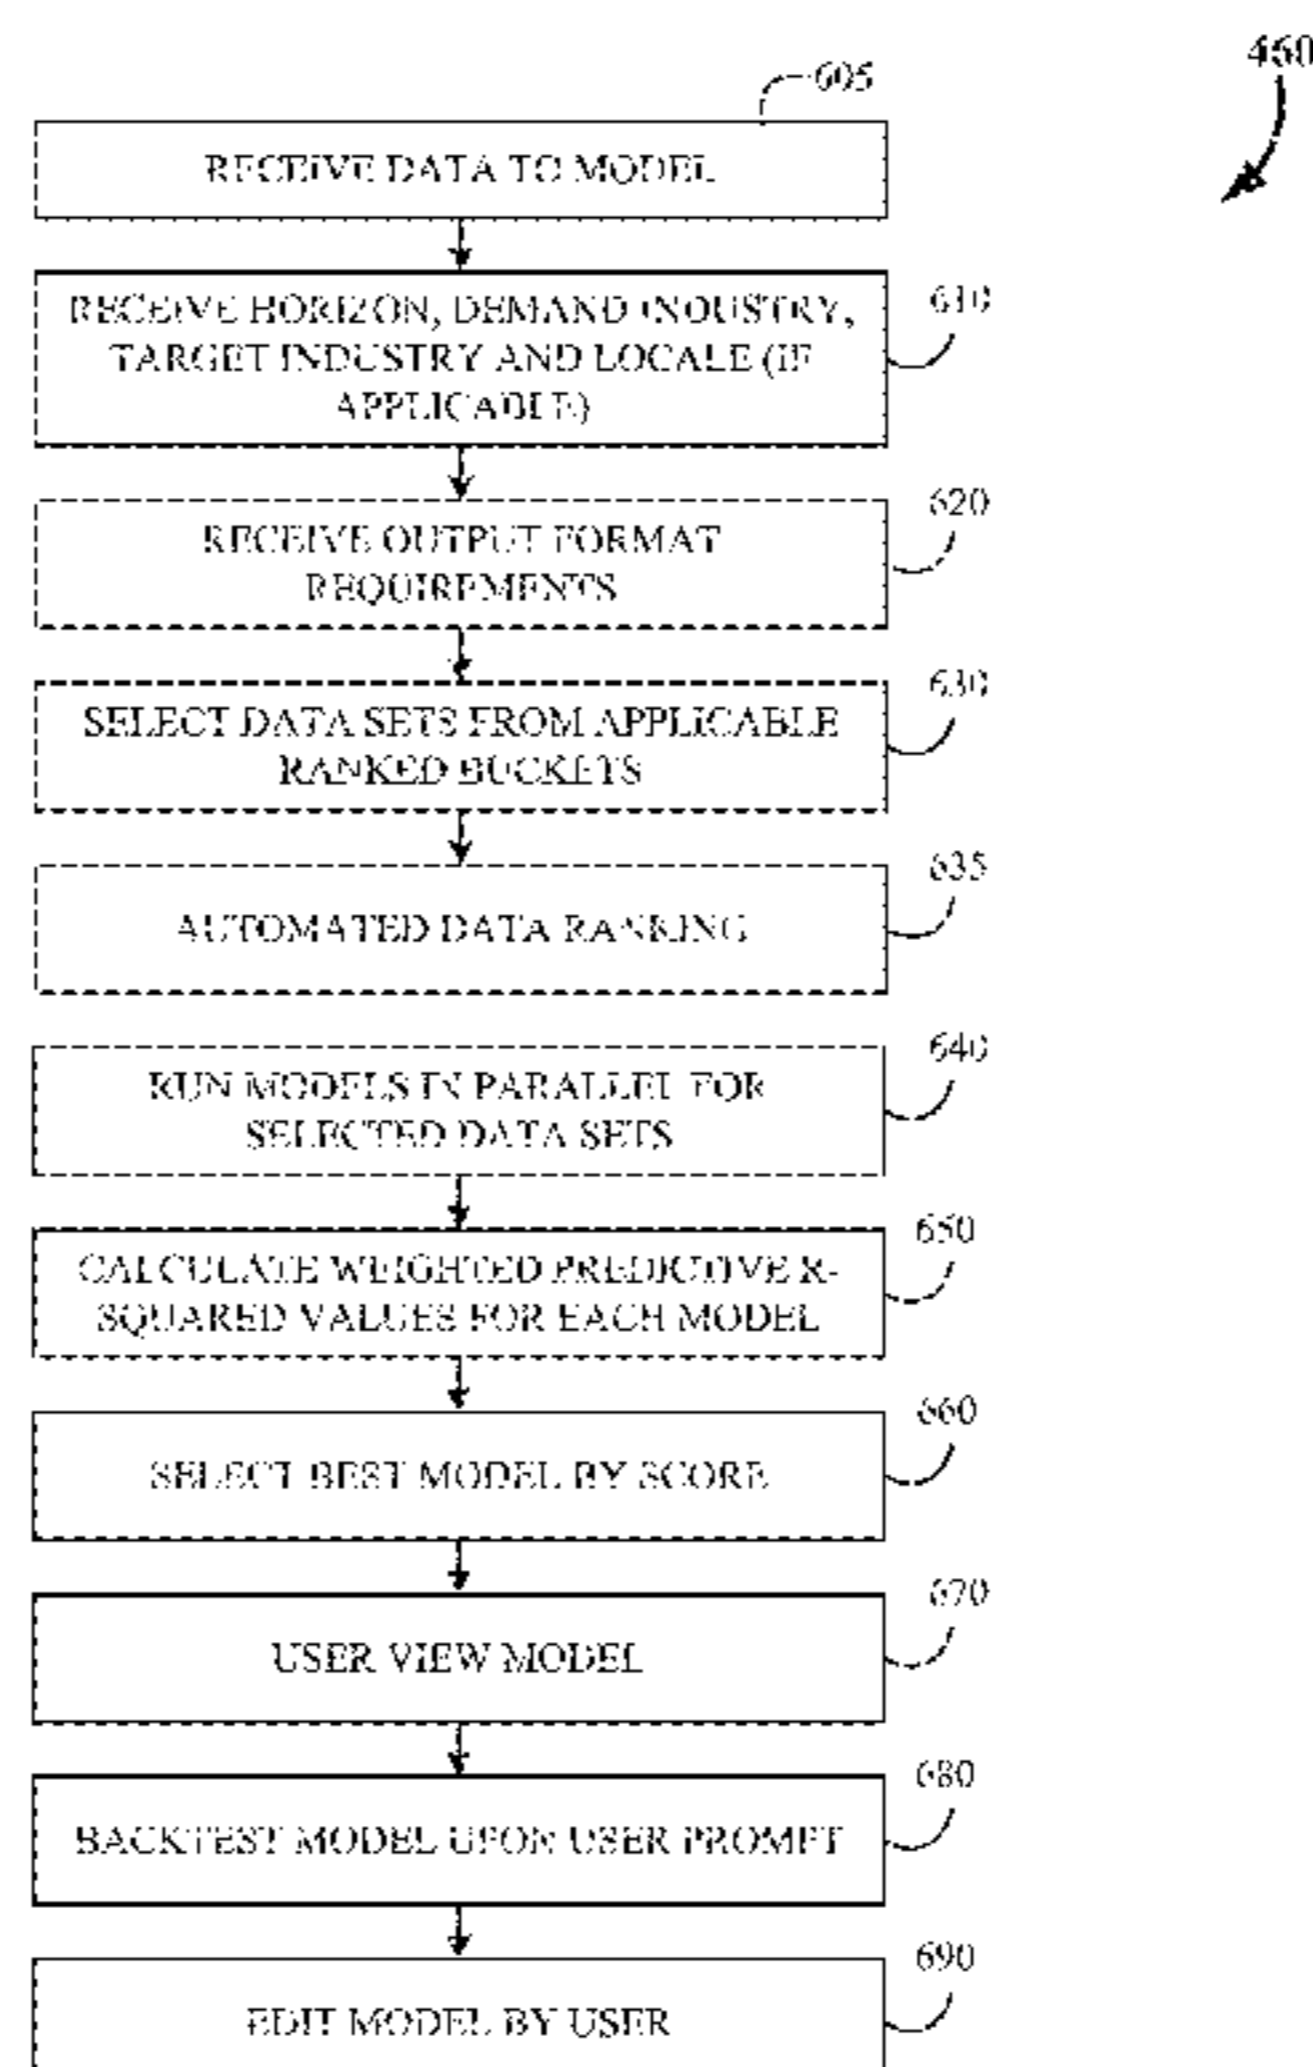 460
605
RECEIVE DATA TO MODEL
RECEIVE HORIZON, DEMAND INDUSTRY,
TARGET INDUSTRY AND LOCALE (IF
APPLICABLE)
610
RECEIVE OUTPUT FORMAT
REQUIREMENTS
620
SELECT DATA SETS FROM APPLICABLE
RANKED BUCKETS
630
AUTOMATED DATA RANKING
635
RUN MODELS IN PARALLEL FOR
SELECTED DATA SETS
640
CALCULATE WEIGHTED PREDICTIVE R-
SQUARED VALUES FOR EACH MODEL
650
SELECT BEST MODEL BY SCORE
660
USER VIEW MODEL
670
BACKTEST MODEL UPON USER PROMPT
680
EDIT MODEL BY USER
690